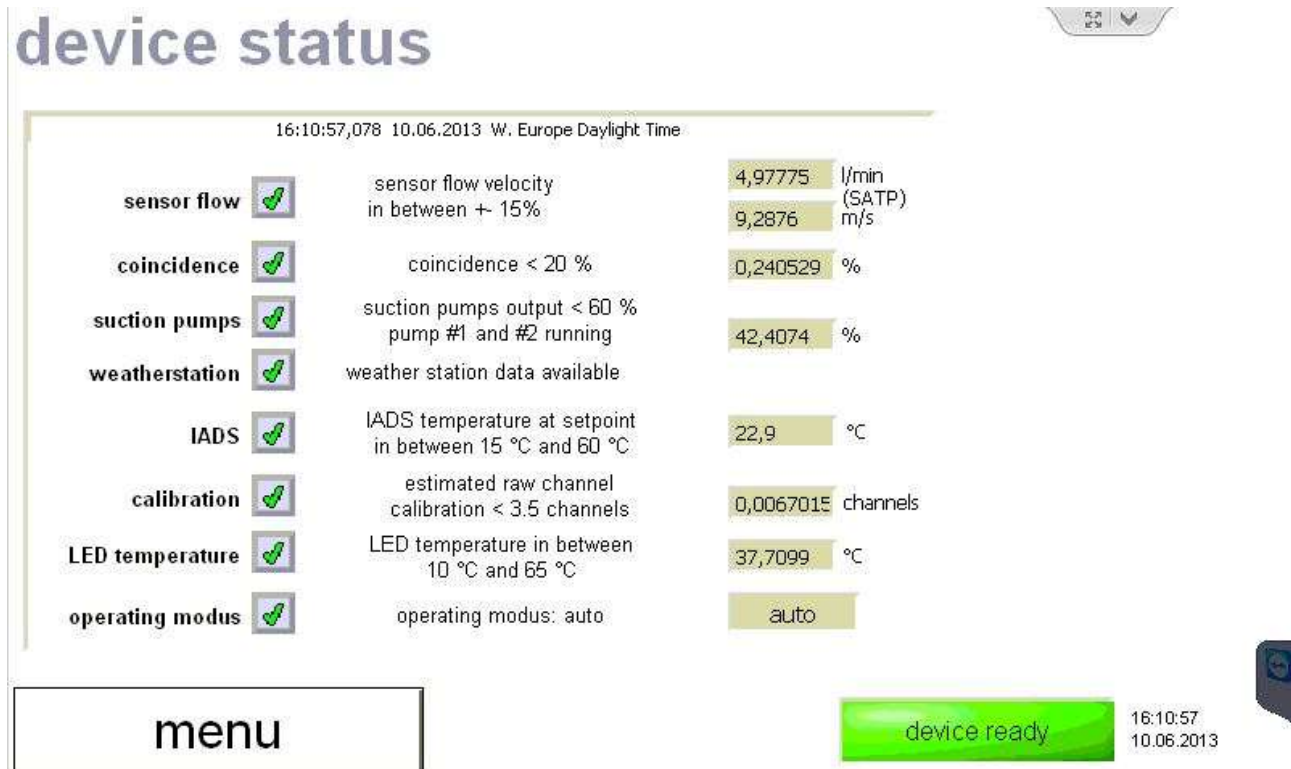 device status
16:10:57,078 10.06.2013 W. Europe Daylight Time
sensor flow
sensor flow velocity
in between +- 15%
4,97775 l/min
(SATP)
9,2876 m/s
coincidence
coincidence < 20 %
0,240529 %
suction pumps
suction pumps output < 60 %
pump #1 and #2 running
42,4074 %
weatherstation
weather station data available
IADS
IADS temperature at setpoint
in between 15 °C and 60 °C
22,9 °C
calibration
estimated raw channel
calibration < 3.5 channels
0,0067015 channels
LED temperature
LED temperature in between
10 °C and 65 °C
37,7099 °C
operating modus
operating modus: auto
auto
menu
device ready
16:10:57
10.06.2013